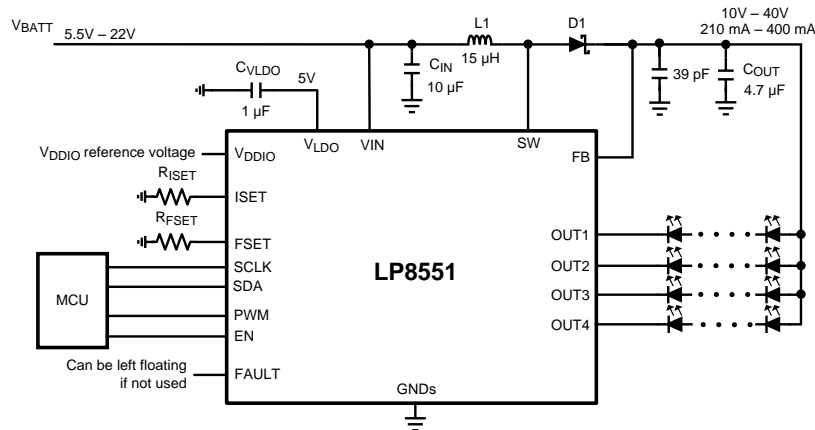 VBATT
5.5V – 22V
L1
15 µH
D1
10V – 40V
210 mA – 400 mA
CIN
10 µF
39 pF
COUT
4.7 µF
CVLDO
1 µF
5V
VLDO
VIN
SW
FB
VDDIO reference voltage
VDDIO
RISET
ISET
RFSET
FSET
MCU
SCLK
SDA
PWM
EN
Can be left floating
if not used
FAULT
LP8551
OUT1
OUT2
OUT3
OUT4
GNDs